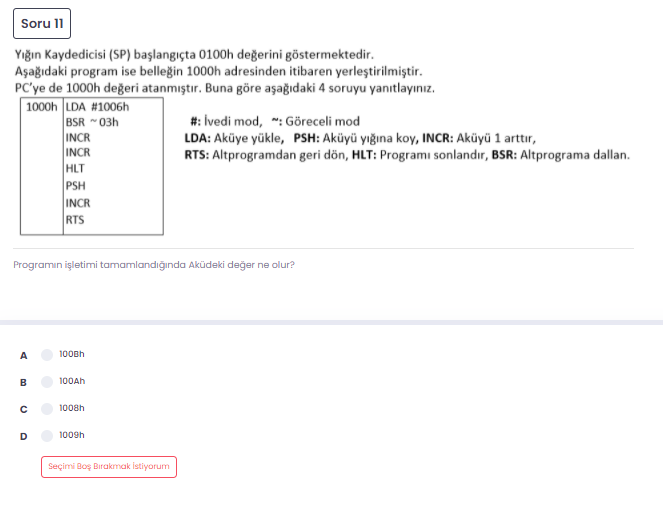 Soru 11
Yığın Kaydedicisi (SP) başlangıçta 0100h değerini göstermektedir.
Aşağıdaki program ise belleğin 1000h adresinden itibaren yerleştirilmiştir.
PC'ye de 1000h değeri atanmıştır. Buna göre aşağıdaki 4 soruyu yanıtlayınız.
1000h LDA #1006h
BSR ~03h
INCR
INCR
HLT
PSH
INCR
RTS
#: İvedi mod, ~: Göreceli mod
LDA: Aküye yükle, PSH: Aküyü yığına koy, INCR: Aküyü 1 arttır,
RTS: Altprogramdan geri dön, HLT: Programı sonlandır, BSR: Altprograma dallan.
Programın işletimi tamamlandığında Aküdeki değer ne olur?
A 100Bh
B 100Ah
C 1008h
D 1009h
Seçimi Boş Bırakmak İstiyorum